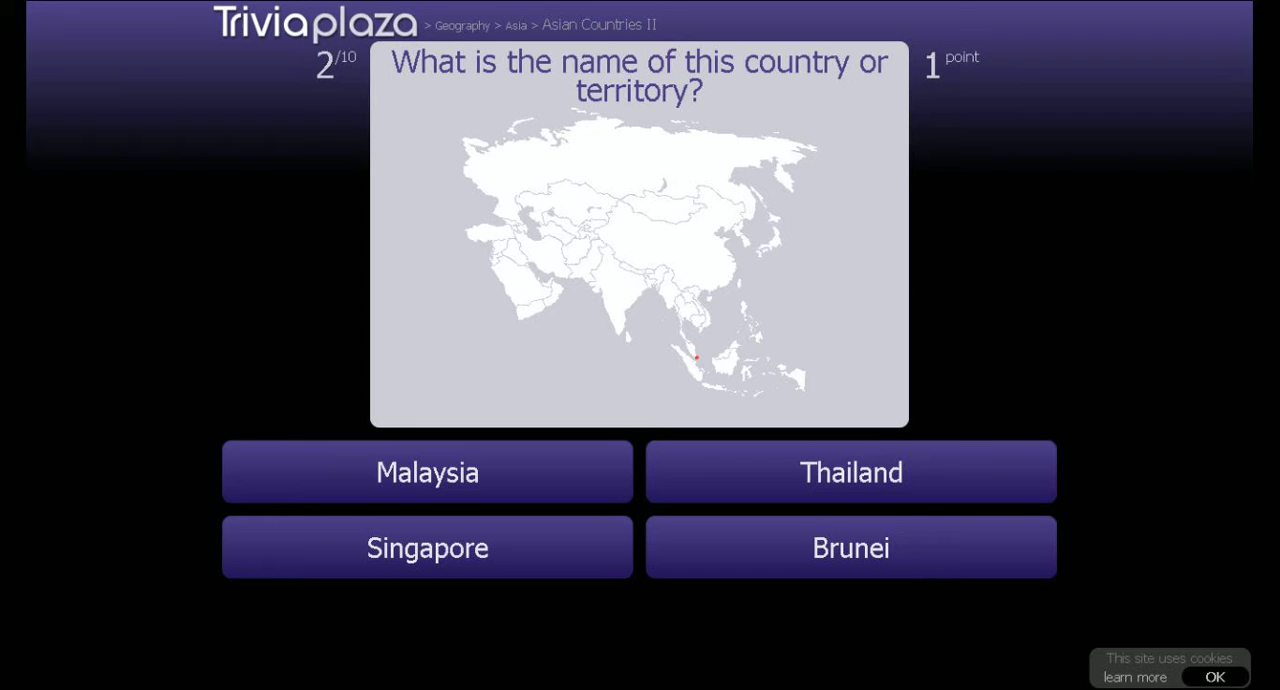 Triviaplaza > Geography > Asia > Asian Countries II
2/10
What is the name of this country or
territory?
1 point
Malaysia
Thailand
Singapore
Brunei
This site uses cookies
learn more
OK